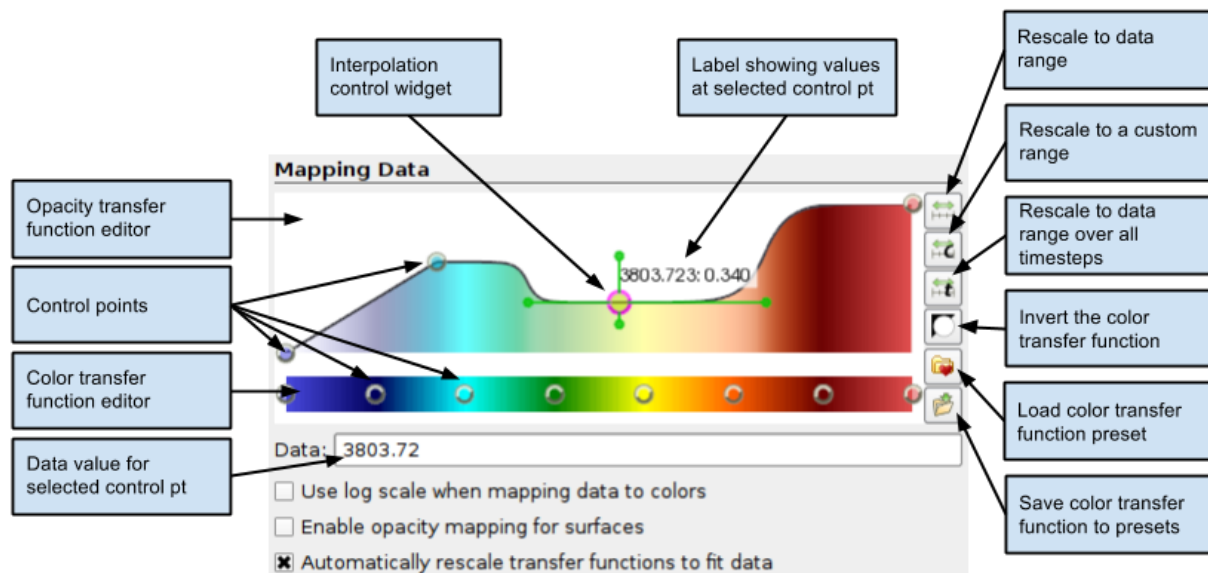 Interpolation
control widget
Label showing values
at selected control pt
Rescale to data
range
Rescale to a custom
range
Rescale to data
range over all
timesteps
Invert the color
transfer function
Load color transfer
function preset
Save color transfer
function to presets
Opacity transfer
function editor
Control points
Color transfer
function editor
Data value for
selected control pt
Mapping Data
3803.723: 0.340
Data: 3803.72
Use log scale when mapping data to colors
Enable opacity mapping for surfaces
Automatically rescale transfer functions to fit data